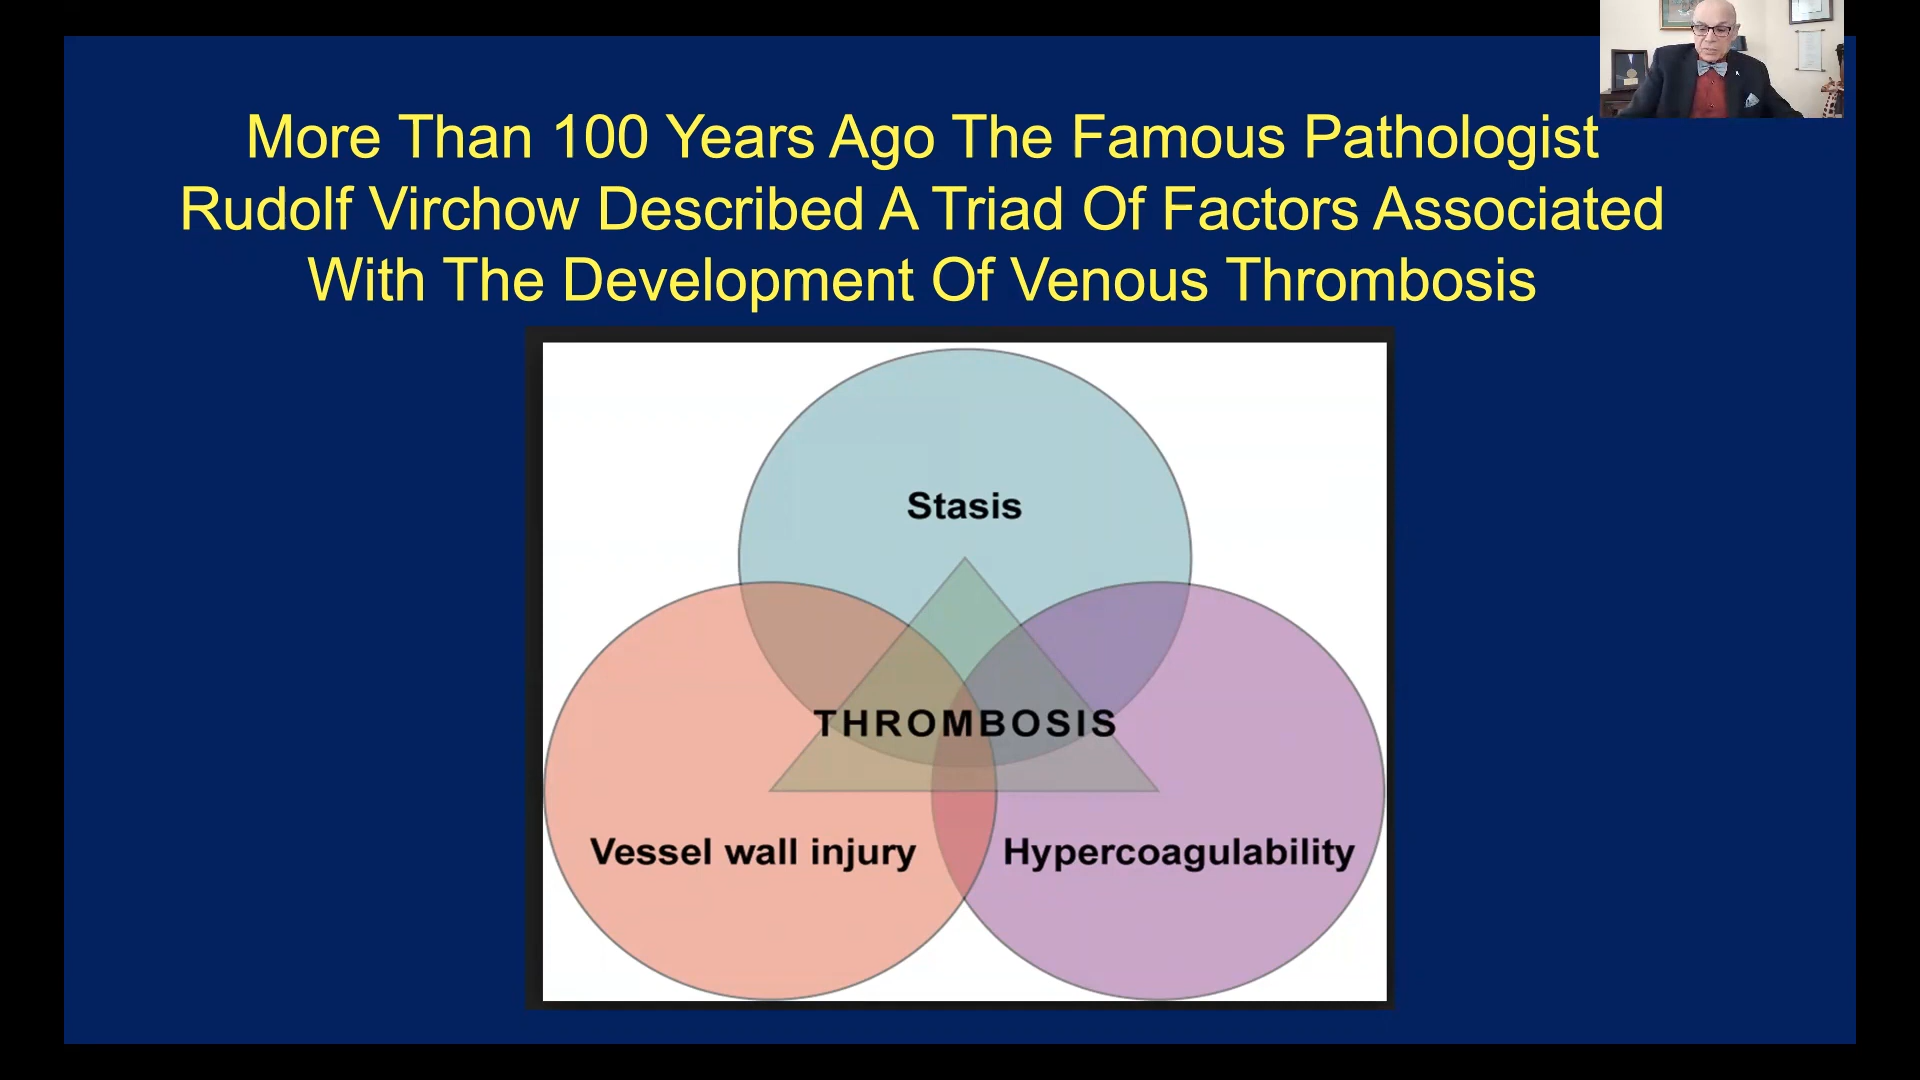 More Than 100 Years Ago The Famous Pathologist
Rudolf Virchow Described A Triad Of Factors Associated
With The Development Of Venous Thrombosis
Stasis
THROMBOSIS
Vessel wall injury
Hypercoagulability